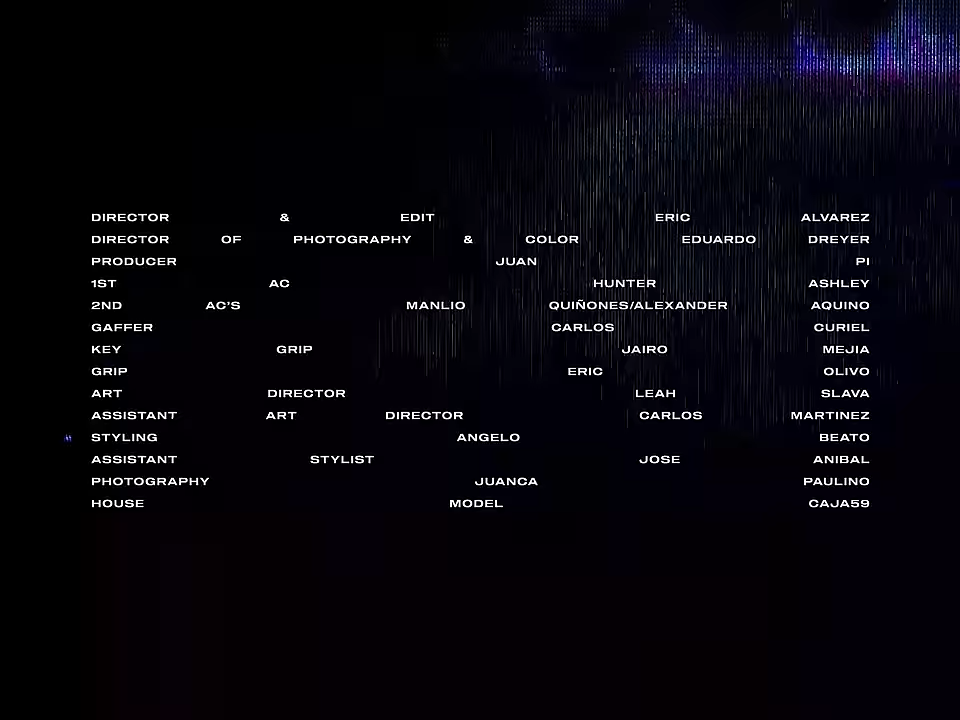 DIRECTOR & EDIT ERIC ALVAREZ
DIRECTOR OF PHOTOGRAPHY & COLOR EDUARDO DREYER
PRODUCER JUAN PI
1ST AC HUNTER ASHLEY
2ND AC'S MANLIO QUIÑONES/ALEXANDER AQUINO
GAFFER CARLOS CURIEL
KEY GRIP JAIRO MEJIA
GRIP ERIC OLIVO
ART DIRECTOR LEAH SLAVA
ASSISTANT ART DIRECTOR CARLOS MARTINEZ
STYLING ANGELO BEATO
ASSISTANT STYLIST JOSE ANIBAL
PHOTOGRAPHY JUANCA PAULINO
HOUSE MODEL CAJA59